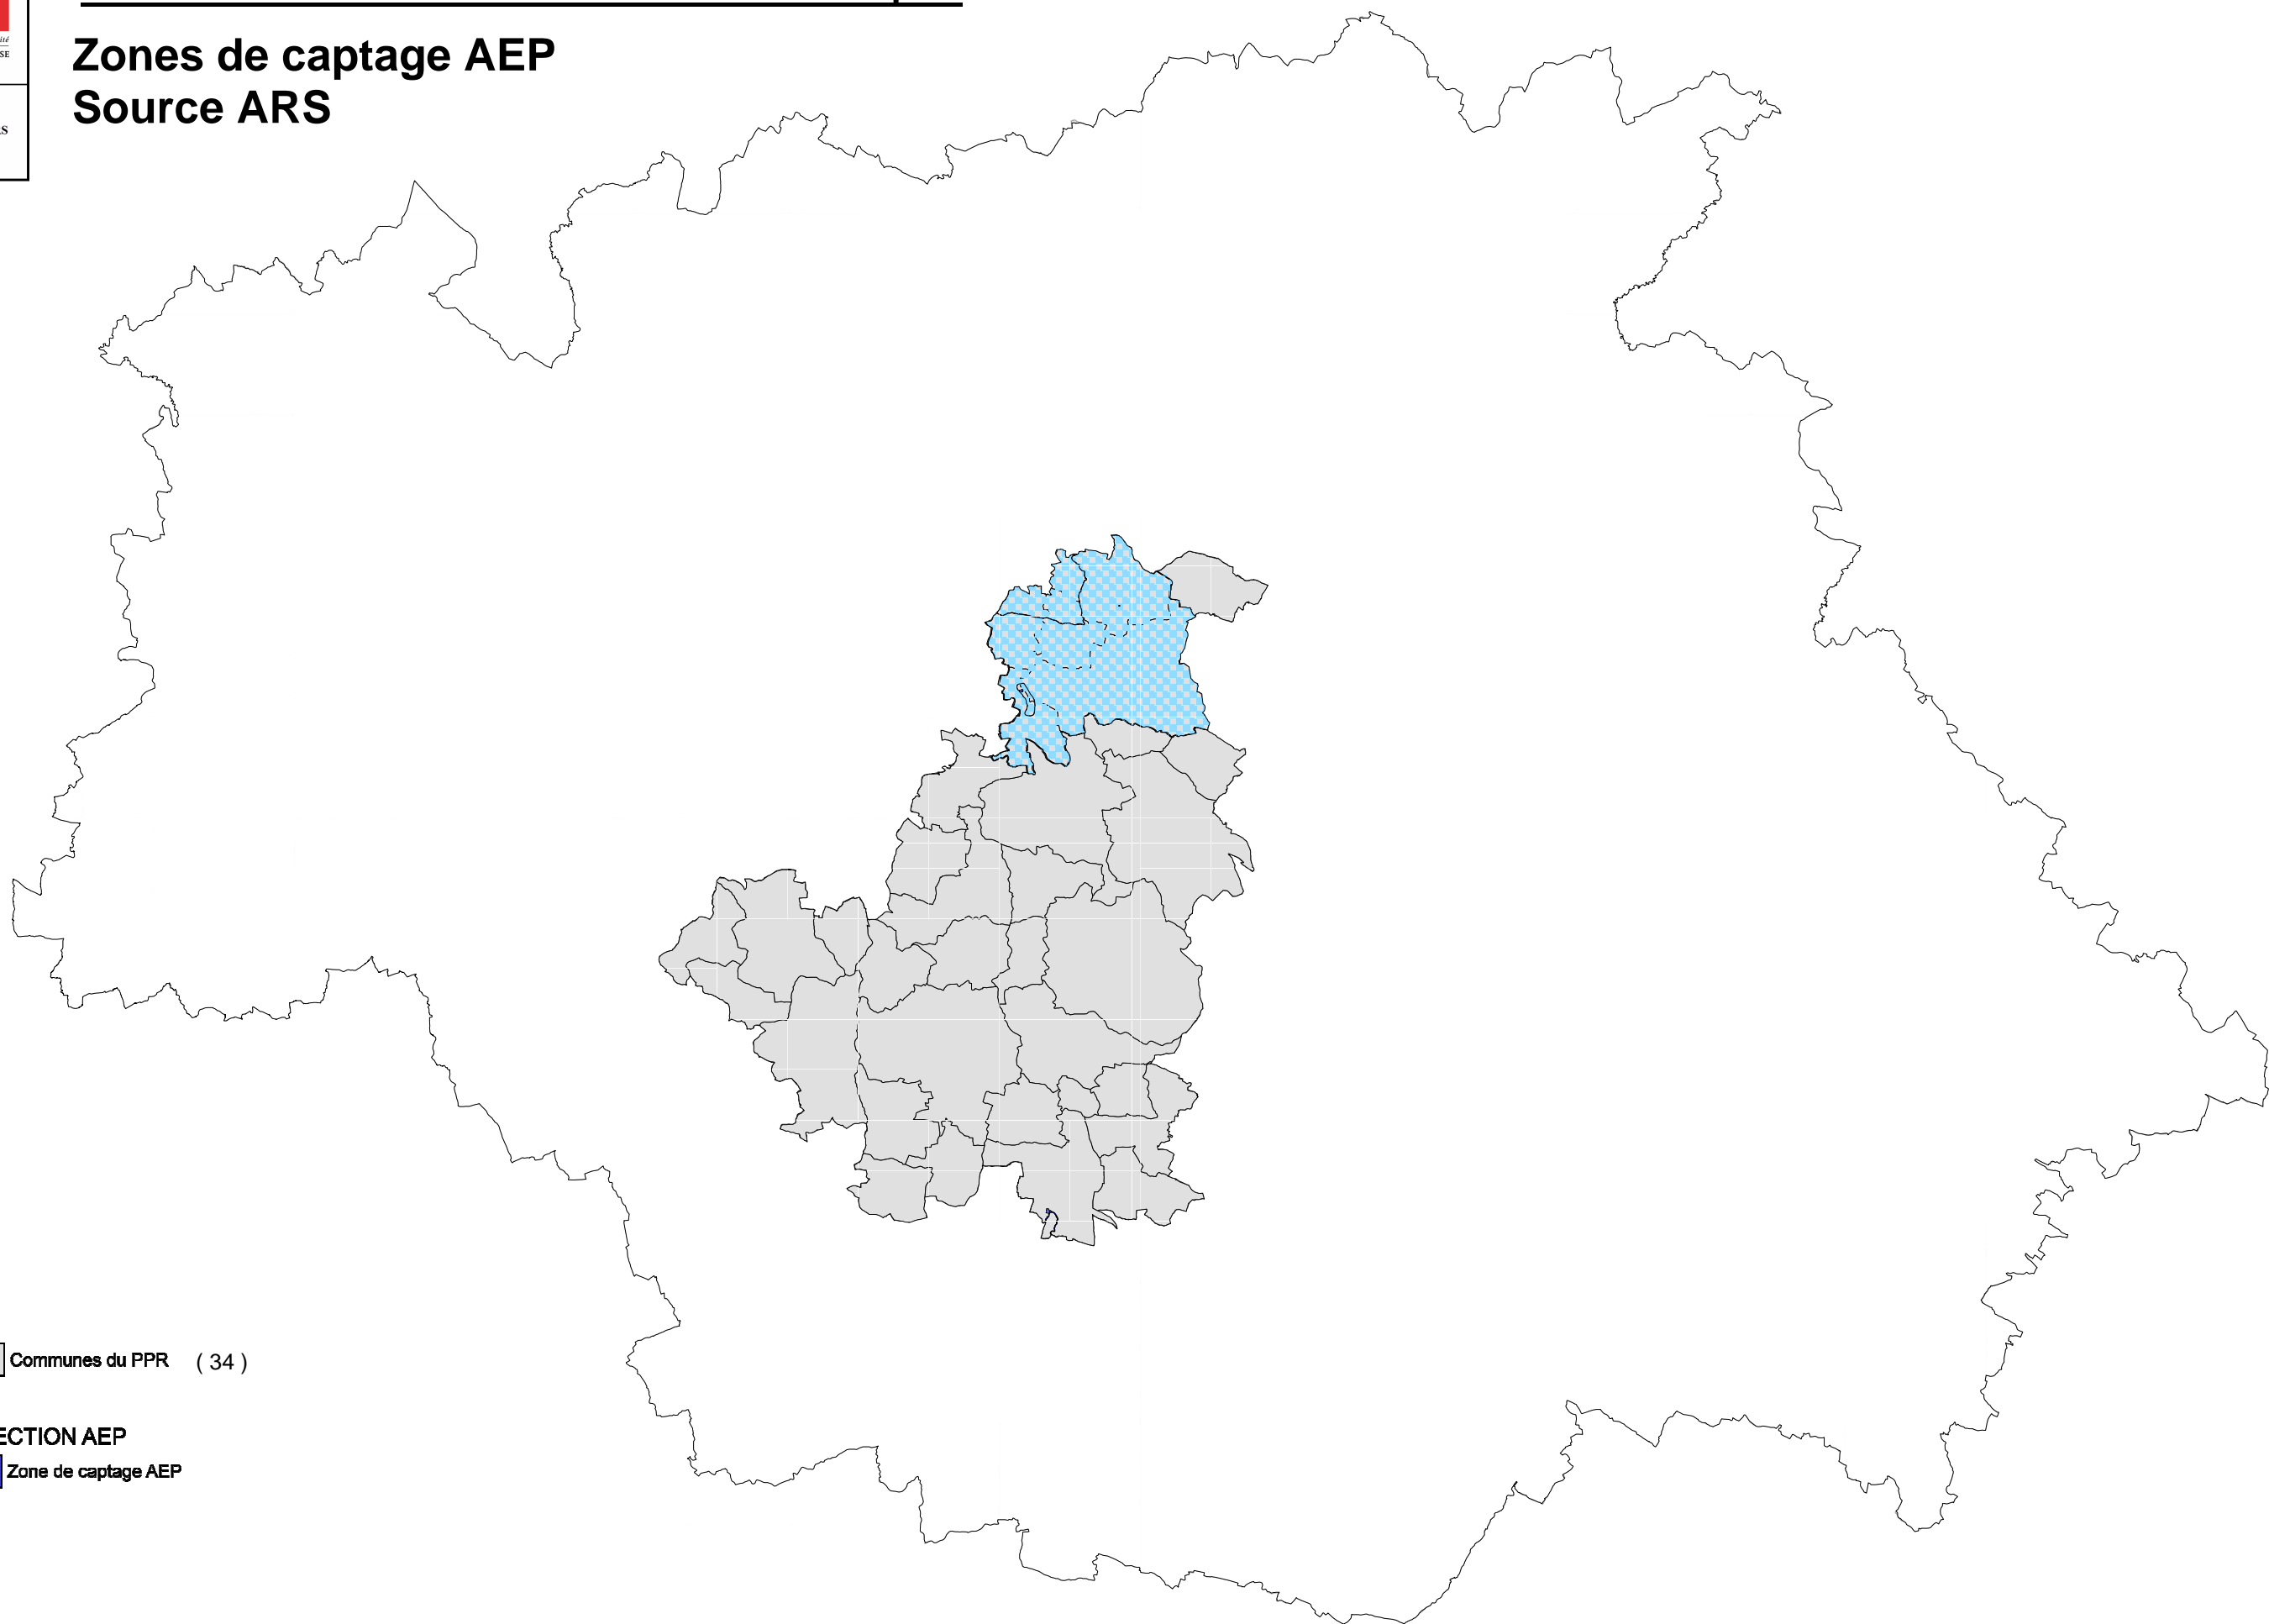 Zones de captage AEP
Source ARS
Communes du PPR ( 34 )
ECTION AEP
Zone de captage AEP